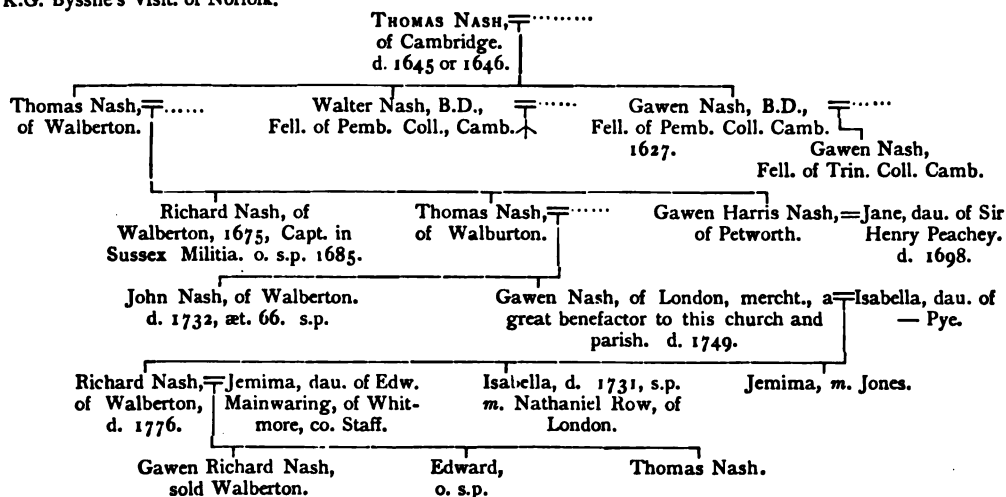 K.G. Bysshe's Visit. of Norfolk.
THOMAS NASH,
of Cambridge.
d. 1645 or 1646.
Thomas Nash,
of Walberton.
Walter Nash, B.D.,
Fell. of Pemb. Coll., Camb.
Gawen Nash, B.D.,
Fell. of Pemb. Coll. Camb.
1627.
Gawen Nash,
Fell. of Trin. Coll. Camb.
Richard Nash, of
Walberton, 1675, Capt. in
Sussex Militia. o. s.p. 1685.
Thomas Nash,
of Walburton.
Gawen Harris Nash,
of Petworth.
Jane, dau. of Sir
Henry Peachey.
d. 1698.
John Nash, of Walberton.
d. 1732, æt. 66. s.p.
Gawen Nash, of London, mercht., a
great benefactor to this church and
parish. d. 1749.
Isabella, dau. of
— Pye.
Richard Nash,
of Walberton,
d. 1776.
Jemima, dau. of Edw.
Mainwaring, of Whit-
more, co. Staff.
Isabella, d. 1731, s.p.
m. Nathaniel Row, of
London.
Jemima, m. Jones.
Gawen Richard Nash,
sold Walberton.
Edward,
o. s.p.
Thomas Nash.